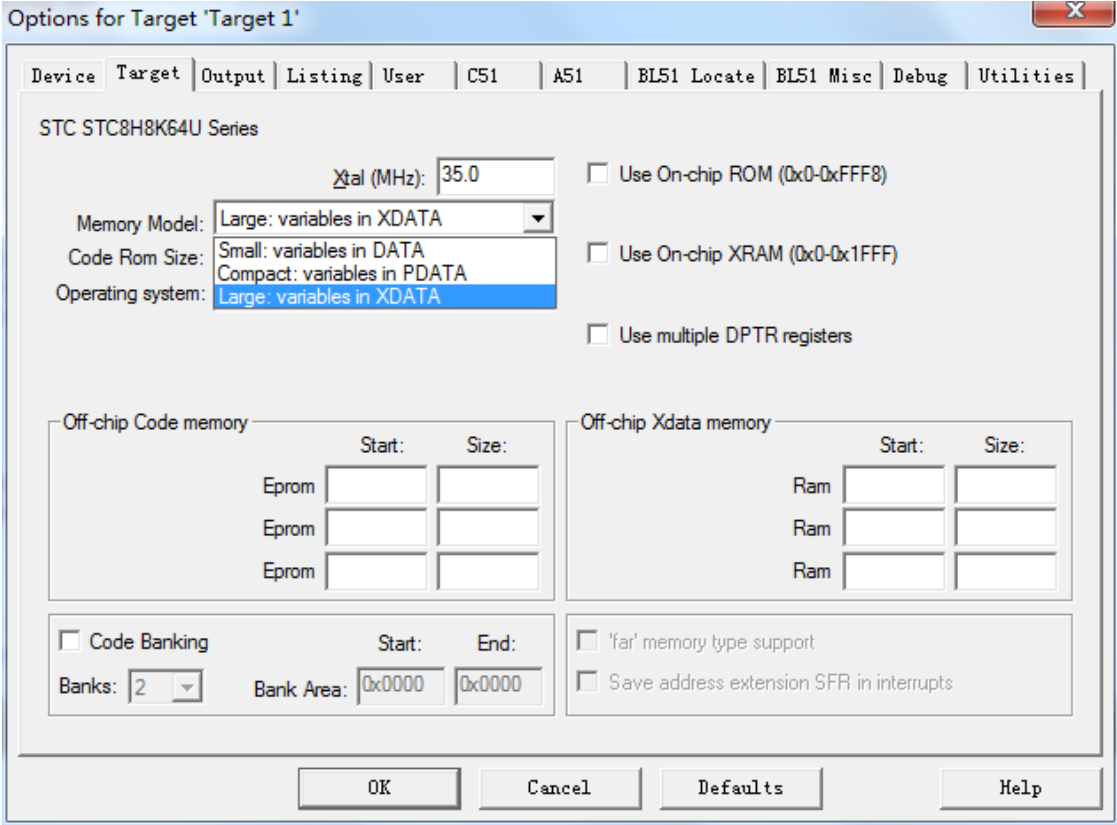 Options for Target 'Target 1'
X
Device Target Output Listing User C51 A51 BL51 Locate BL51 Misc Debug Utilities
STC STC8H8K64U Series
Xtal (MHz): 35.0
Use On-chip ROM (0x0-0xFFF8)
Memory Model: Large: variables in XDATA
Code Rom Size: Small: variables in DATA
Use On-chip XRAM (0x0-0x1FFF)
Compact: variables in PDATA
Operating system: Large: variables in XDATA
Use multiple DPTR registers
Off-chip Code memory
Start: Size:
Eprom
Eprom
Eprom
Off-chip Xdata memory
Start: Size:
Ram
Ram
Ram
Code Banking Start: End:
Banks: 2 Bank Area: 0x0000 0x0000
'far' memory type support
Save address extension SFR in interrupts
OK Cancel Defaults Help